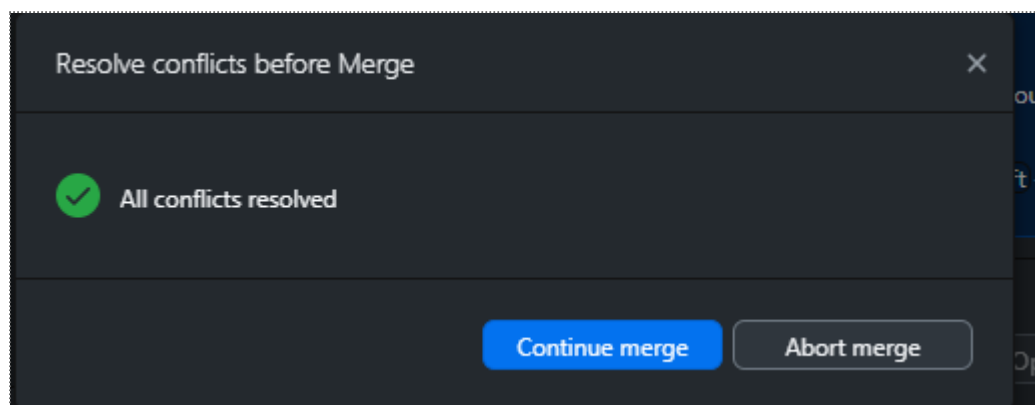 Resolve conflicts before Merge
All conflicts resolved
Continue merge
Abort merge